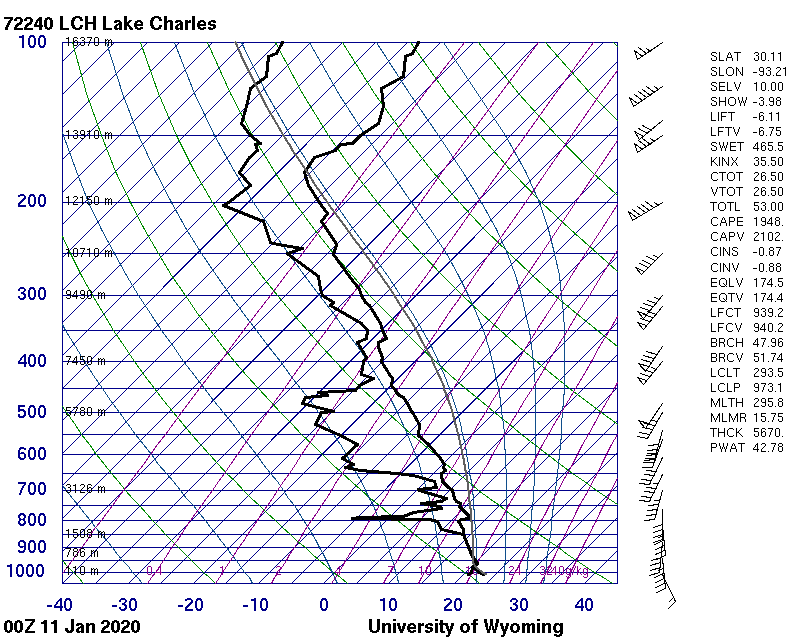 72240 LCH Lake Charles
100
16370 m
13910 m
200
12150 m
10710 m
300
9490 m
400
7450 m
500
5780 m
600
700
3126 m
800
1508 m
900
786 m
1000
110 m
0.4
1
2
4
7
10
24
40g/kg
-40
-30
-20
-10
0
10
20
30
40
00Z 11 Jan 2020
University of Wyoming
SLAT 30.11
SLON -93.21
SELV 10.00
SHOW -3.98
LIFT -6.11
LFTV -6.75
SWET 465.5
KINX 35.50
CTOT 26.50
VTOT 26.50
TOTL 53.00
CAPE 1948.
CAPV 2102.
CINS -0.87
CINV -0.88
EQLV 174.5
EQTV 174.4
LFCT 939.2
LFCV 940.2
BRCH 47.96
BRCV 51.74
LCLT 293.5
LCLP 973.1
MLTH 295.8
MLMR 15.75
THCK 5670.
PWAT 42.78